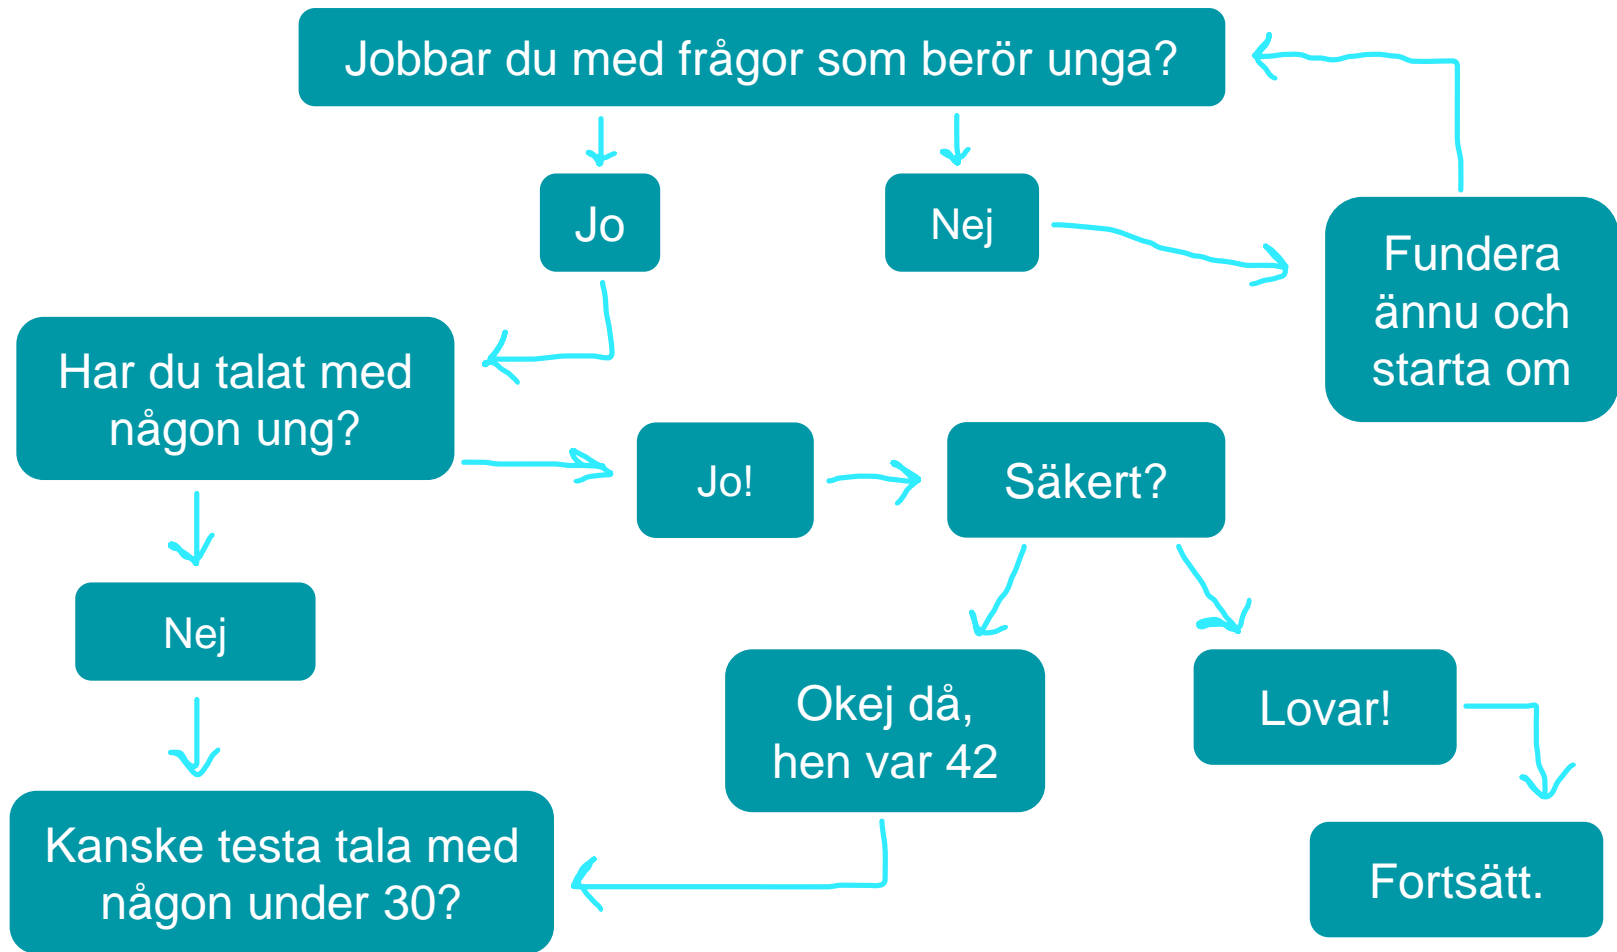 Jobbar du med frågor som berör unga?
Jo
Nej
Fundera
ännu och
starta om
Har du talat med
någon ung?
Jo!
Säkert?
Nej
Okej då,
hen var 42
Lovar!
Kanske testa tala med
någon under 30?
Fortsätt.